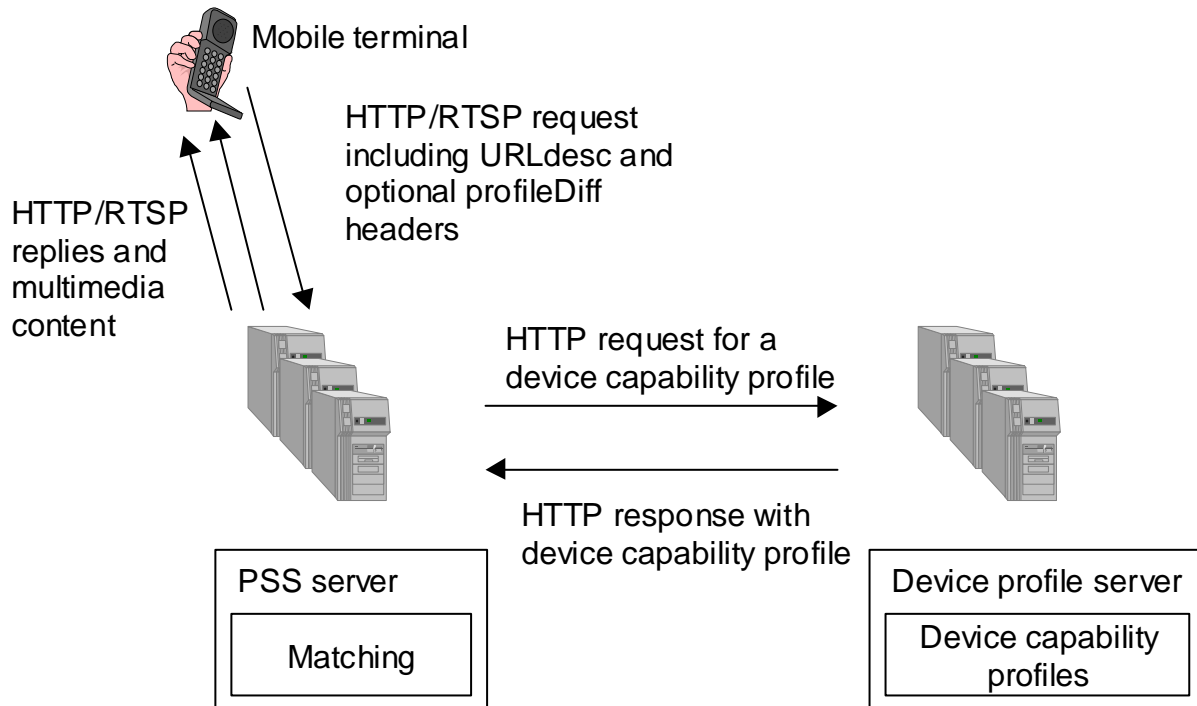 Mobile terminal
HTTP/RTSP request
including URLdesc and
optional profileDiff
headers
HTTP/RTSP
replies and
multimedia
content
HTTP request for a
device capability profile
HTTP response with
device capability profile
PSS server
Matching
Device profile server
Device capability
profiles